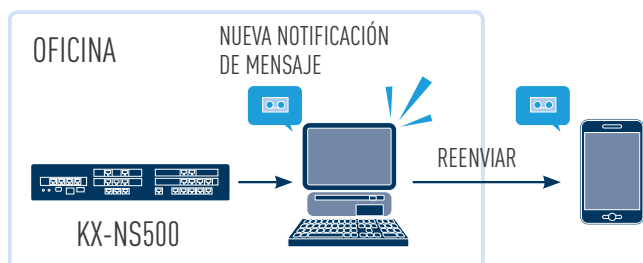 OFICINA
NUEVA NOTIFICACIÓN
DE MENSAJE
REENVIAR
KX-NS500